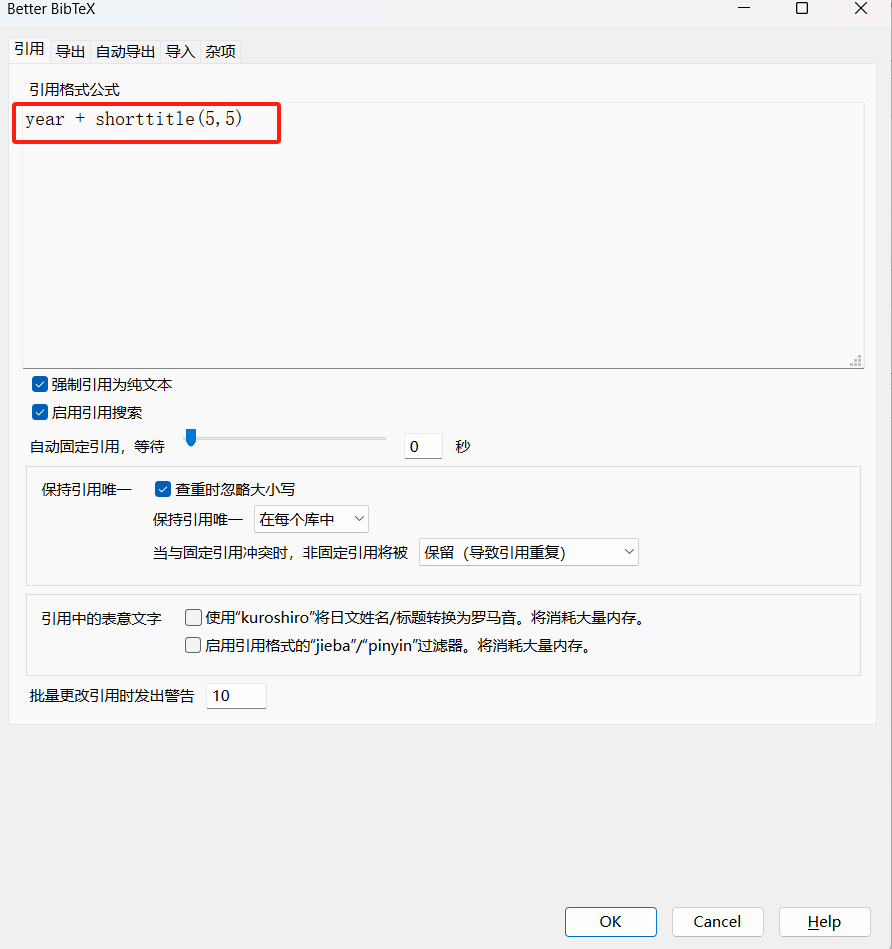 Better BibTeX
引用 导出 自动导出 导入 杂项
引用格式公式
year + shorttitle(5,5)
强制引用为纯文本
启用引用搜索
自动固定引用，等待 0 秒
保持引用唯一 查重时忽略大小写
保持引用唯一 在每个库中
当与固定引用冲突时，非固定引用将被 保留（导致引用重复）
引用中的表意文字 使用“kuroshiro”将日文姓名/标题转换为罗马音。将消耗大量内存。
启用引用格式的“jieba”/“pinyin”过滤器。将消耗大量内存。
批量更改引用时发出警告 10
OK Cancel Help